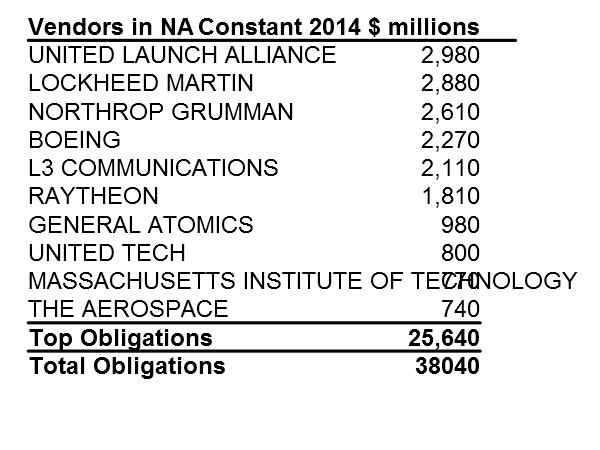 Vendors in NA Constant 2014 $ millions
UNITED LAUNCH ALLIANCE 2,980
LOCKHEED MARTIN 2,880
NORTHROP GRUMMAN 2,610
BOEING 2,270
L3 COMMUNICATIONS 2,110
RAYTHEON 1,810
GENERAL ATOMICS 980
UNITED TECH 800
MASSACHUSETTS INSTITUTE OF TECHNOLOGY 770
THE AEROSPACE 740
Top Obligations 25,640
Total Obligations 38040